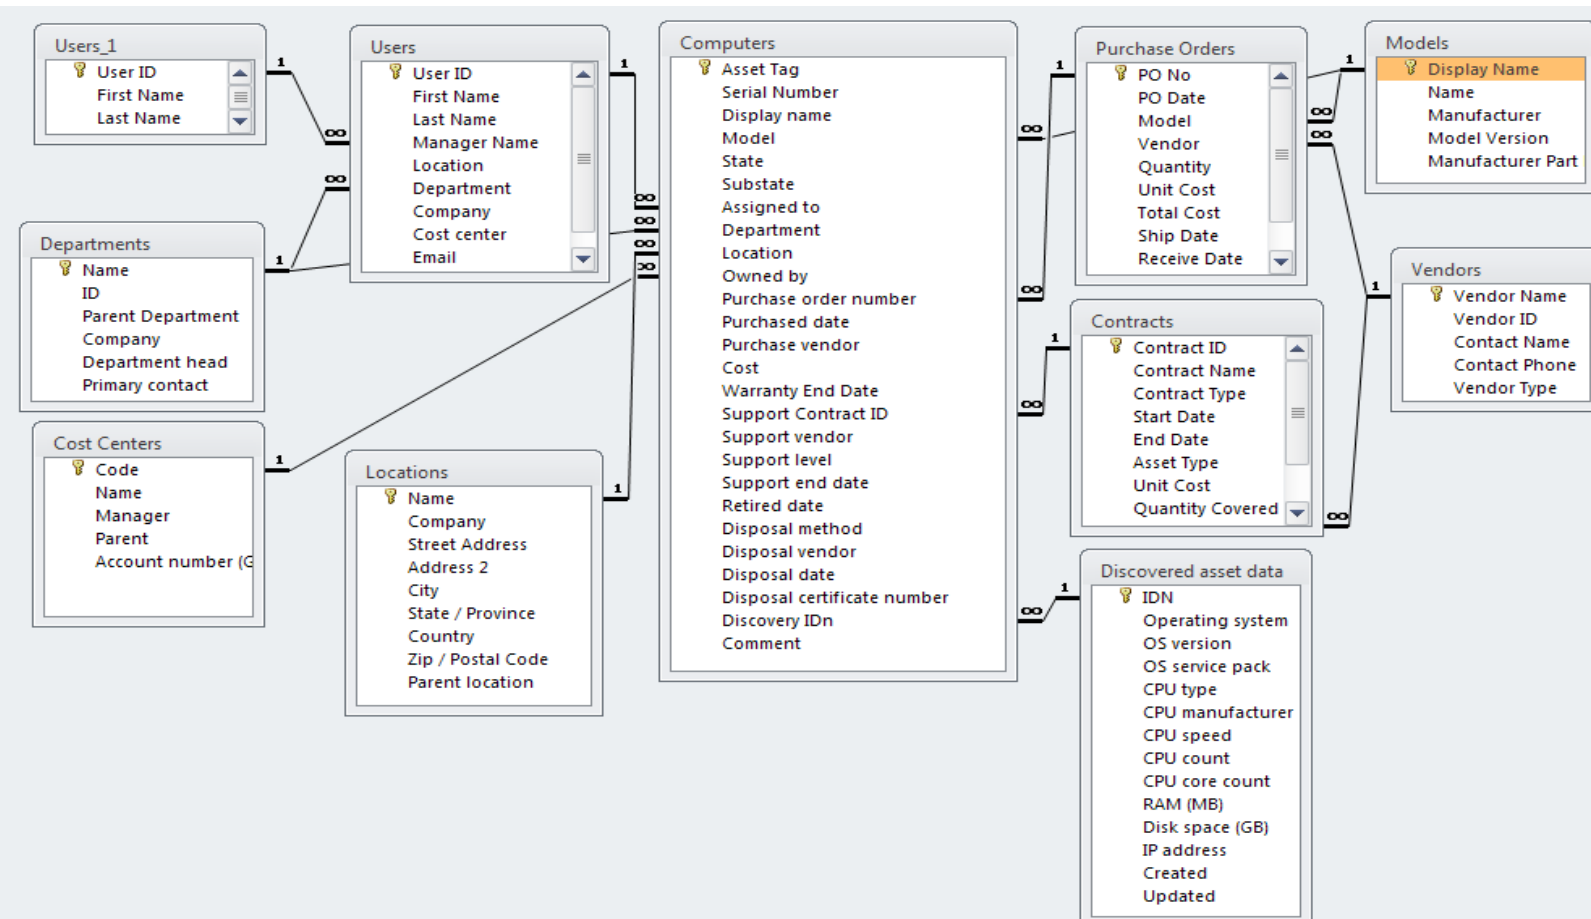 Users_1
User ID
First Name
Last Name
1
∞
∞
Users
User ID
First Name
Last Name
Manager Name
Location
Department
Company
Cost center
Email
1
Departments
Name
ID
Parent Department
Company
Department head
Primary contact
1
Cost Centers
Code
Name
Manager
Parent
Account number (G
1
Locations
Name
Company
Street Address
Address 2
City
State / Province
Country
Zip / Postal Code
Parent location
1
∞
∞
∞
∞
Computers
Asset Tag
Serial Number
Display name
Model
State
Substate
Assigned to
Department
Location
Owned by
Purchase order number
Purchased date
Purchase vendor
Cost
Warranty End Date
Support Contract ID
Support vendor
Support level
Support end date
Retired date
Disposal method
Disposal vendor
Disposal date
Disposal certificate number
Discovery IDn
Comment
∞
∞
∞
∞
1
Purchase Orders
PO No
PO Date
Model
Vendor
Quantity
Unit Cost
Total Cost
Ship Date
Receive Date
∞
∞
1
Contracts
Contract ID
Contract Name
Contract Type
Start Date
End Date
Asset Type
Unit Cost
Quantity Covered
∞
1
Discovered asset data
IDN
Operating system
OS version
OS service pack
CPU type
CPU manufacturer
CPU speed
CPU count
CPU core count
RAM (MB)
Disk space (GB)
IP address
Created
Updated
1
Models
Display Name
Name
Manufacturer
Model Version
Manufacturer Part
1
Vendors
Vendor Name
Vendor ID
Contact Name
Contact Phone
Vendor Type